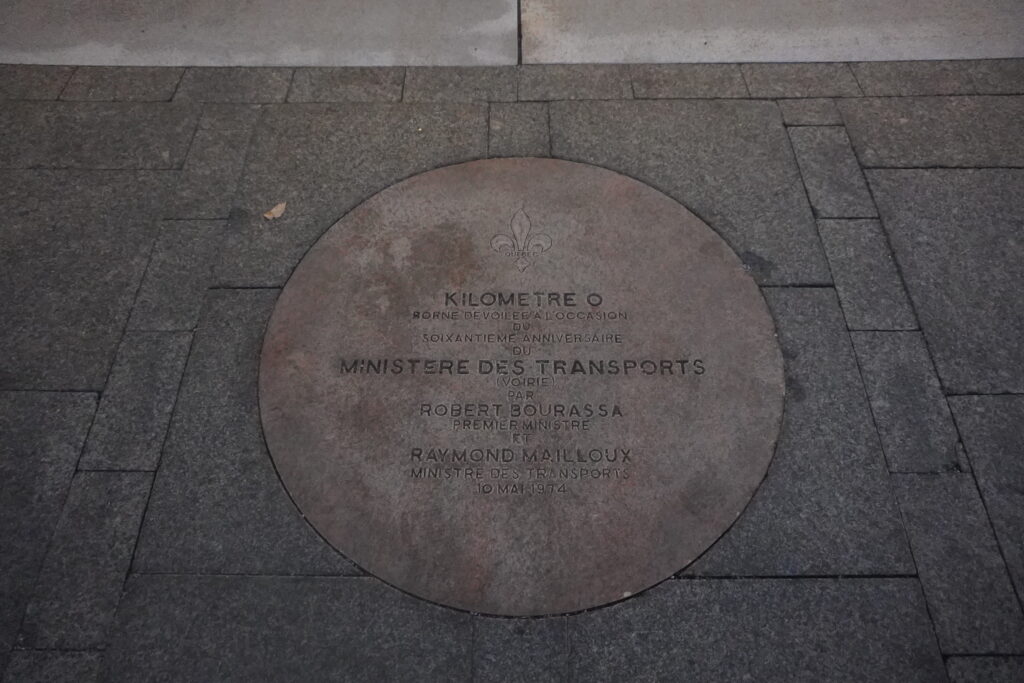 QUÉBEC
KILOMETRE O
BORNE DEVOILEE A L'OCCASION
DU
SOIXANTIEME ANNIVERSAIRE
DU
MINISTERE DES TRANSPORTS
(VOIRIE)
PAR
ROBERT BOURASSA
PREMIER MINISTRE
ET
RAYMOND MAILLOUX
MINISTRE DES TRANSPORTS
10 MAI 1974